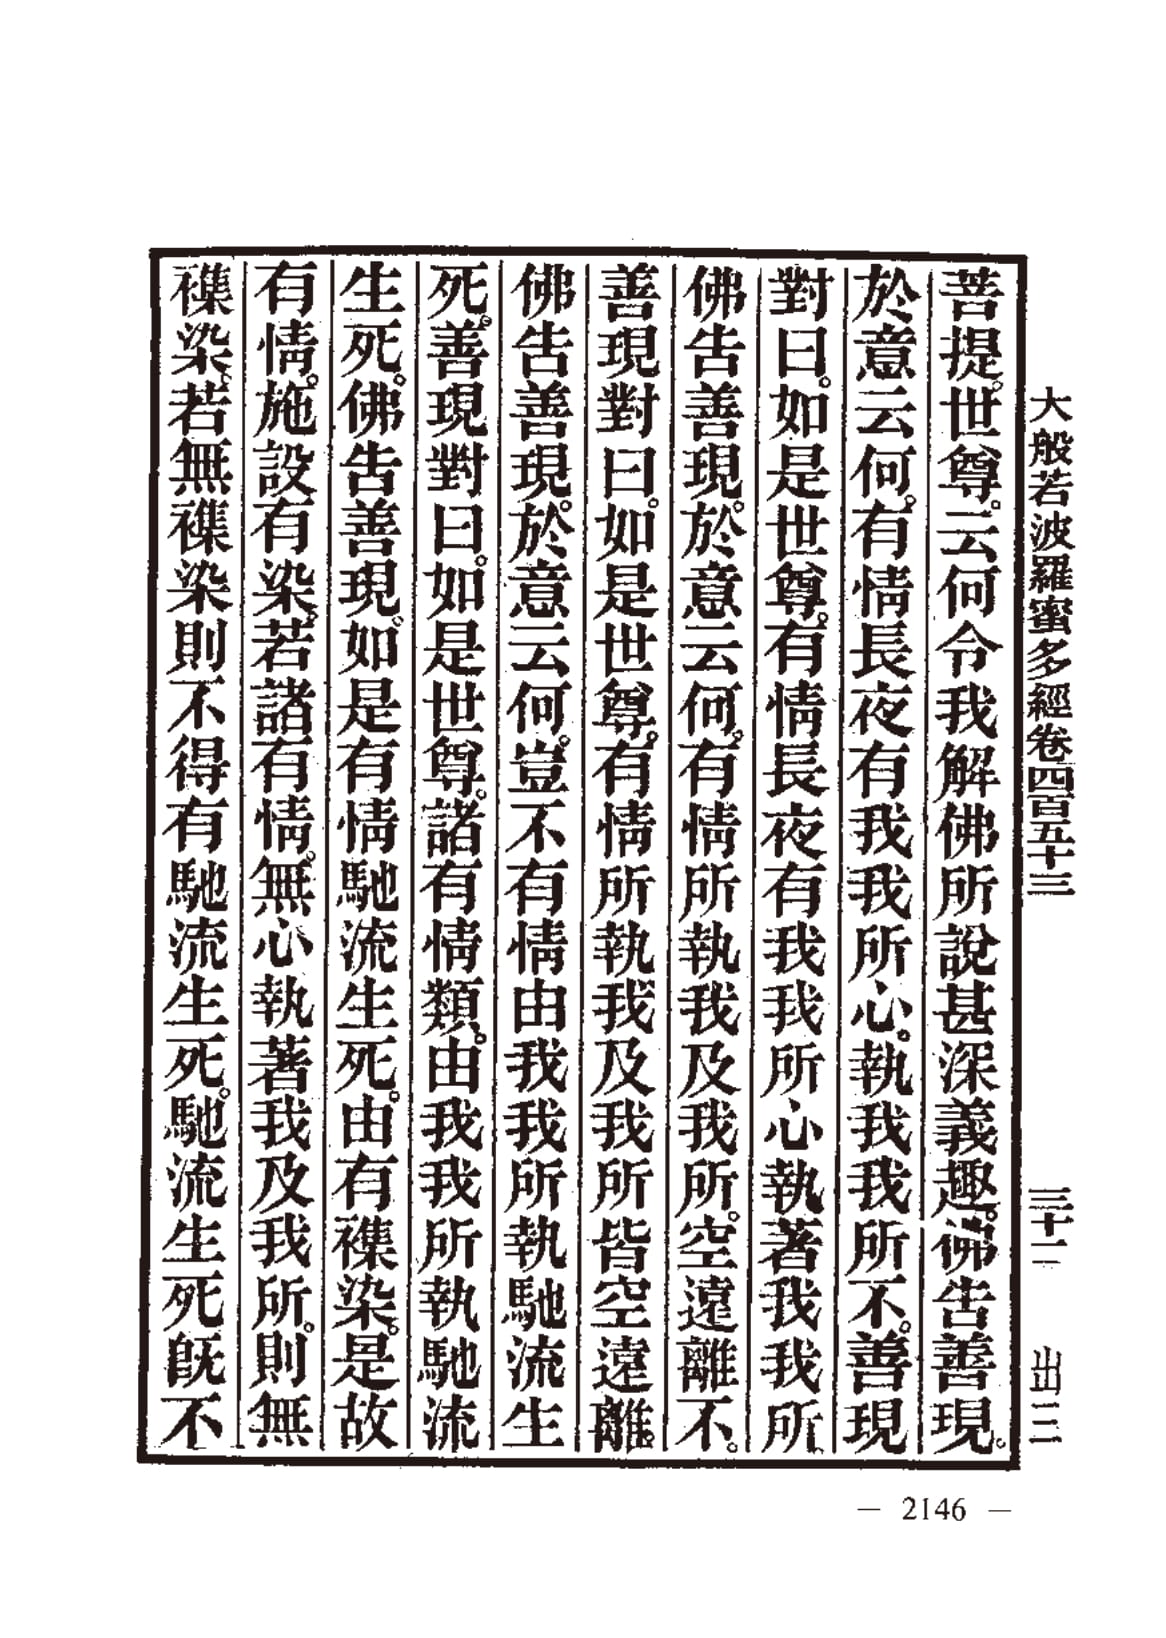 大般若波羅蜜多經卷四百五十三　三十二　出三
菩提。世尊。云何令我解佛所說甚深義趣。佛告善現。
於意云何。有情長夜有我我所心。執我我所不。善現
對曰。如是世尊。有情長夜有我我所心執著我我所。
佛告善現。於意云何。有情所執我及我所。空遠離不。
善現對曰。如是世尊。有情所執我及我所皆空遠離。
佛告善現。於意云何。豈不有情由我我所執馳流生
死。善現對曰。如是世尊。諸有情類。由我我所執馳流
生死。佛告善現。如是有情馳流生死。由有襍染。是故
有情。施設有染。若諸有情。無心執著我及我所。則無
襍染。若無襍染則不得有馳流生死。馳流生死既不
— 2146 —